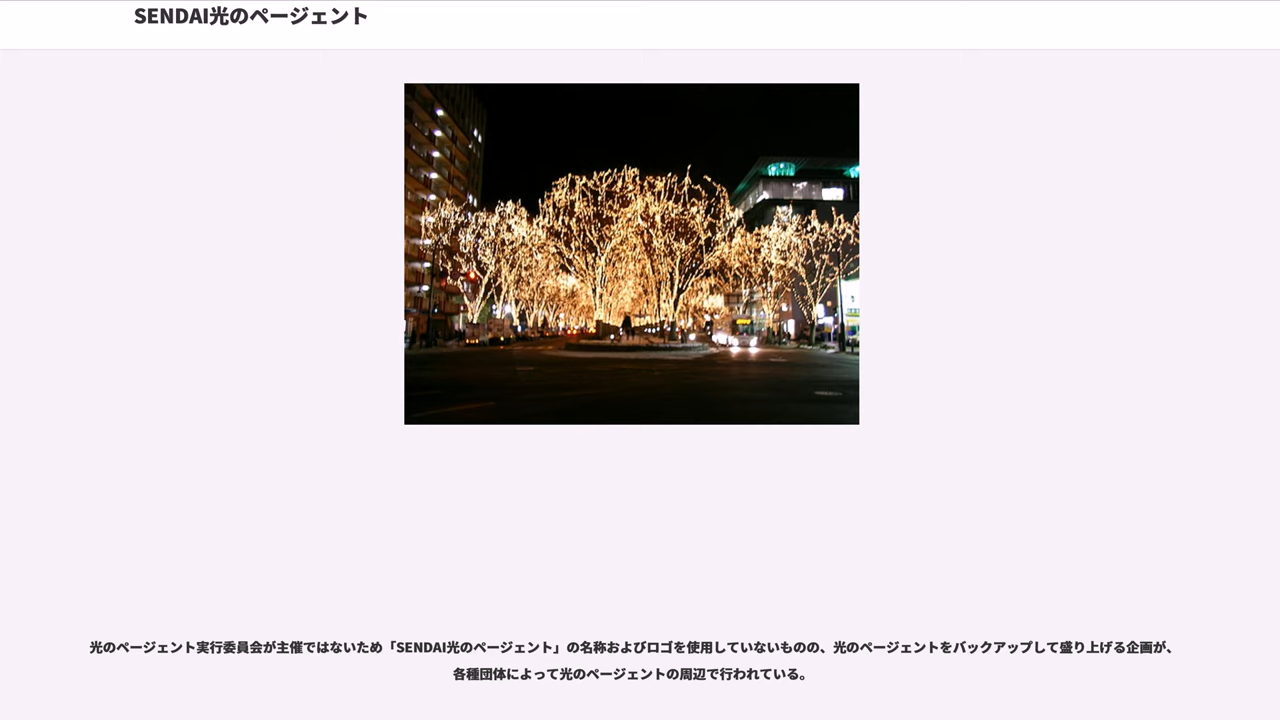 SENDAI光のページェント
光のページェント実行委員会が主催ではないため「SENDAI光のページェント」の名称およびロゴを使用していないものの、光のページェントをバックアップして盛り上げる企画が、
各種団体によって光のページェントの周辺で行われている。